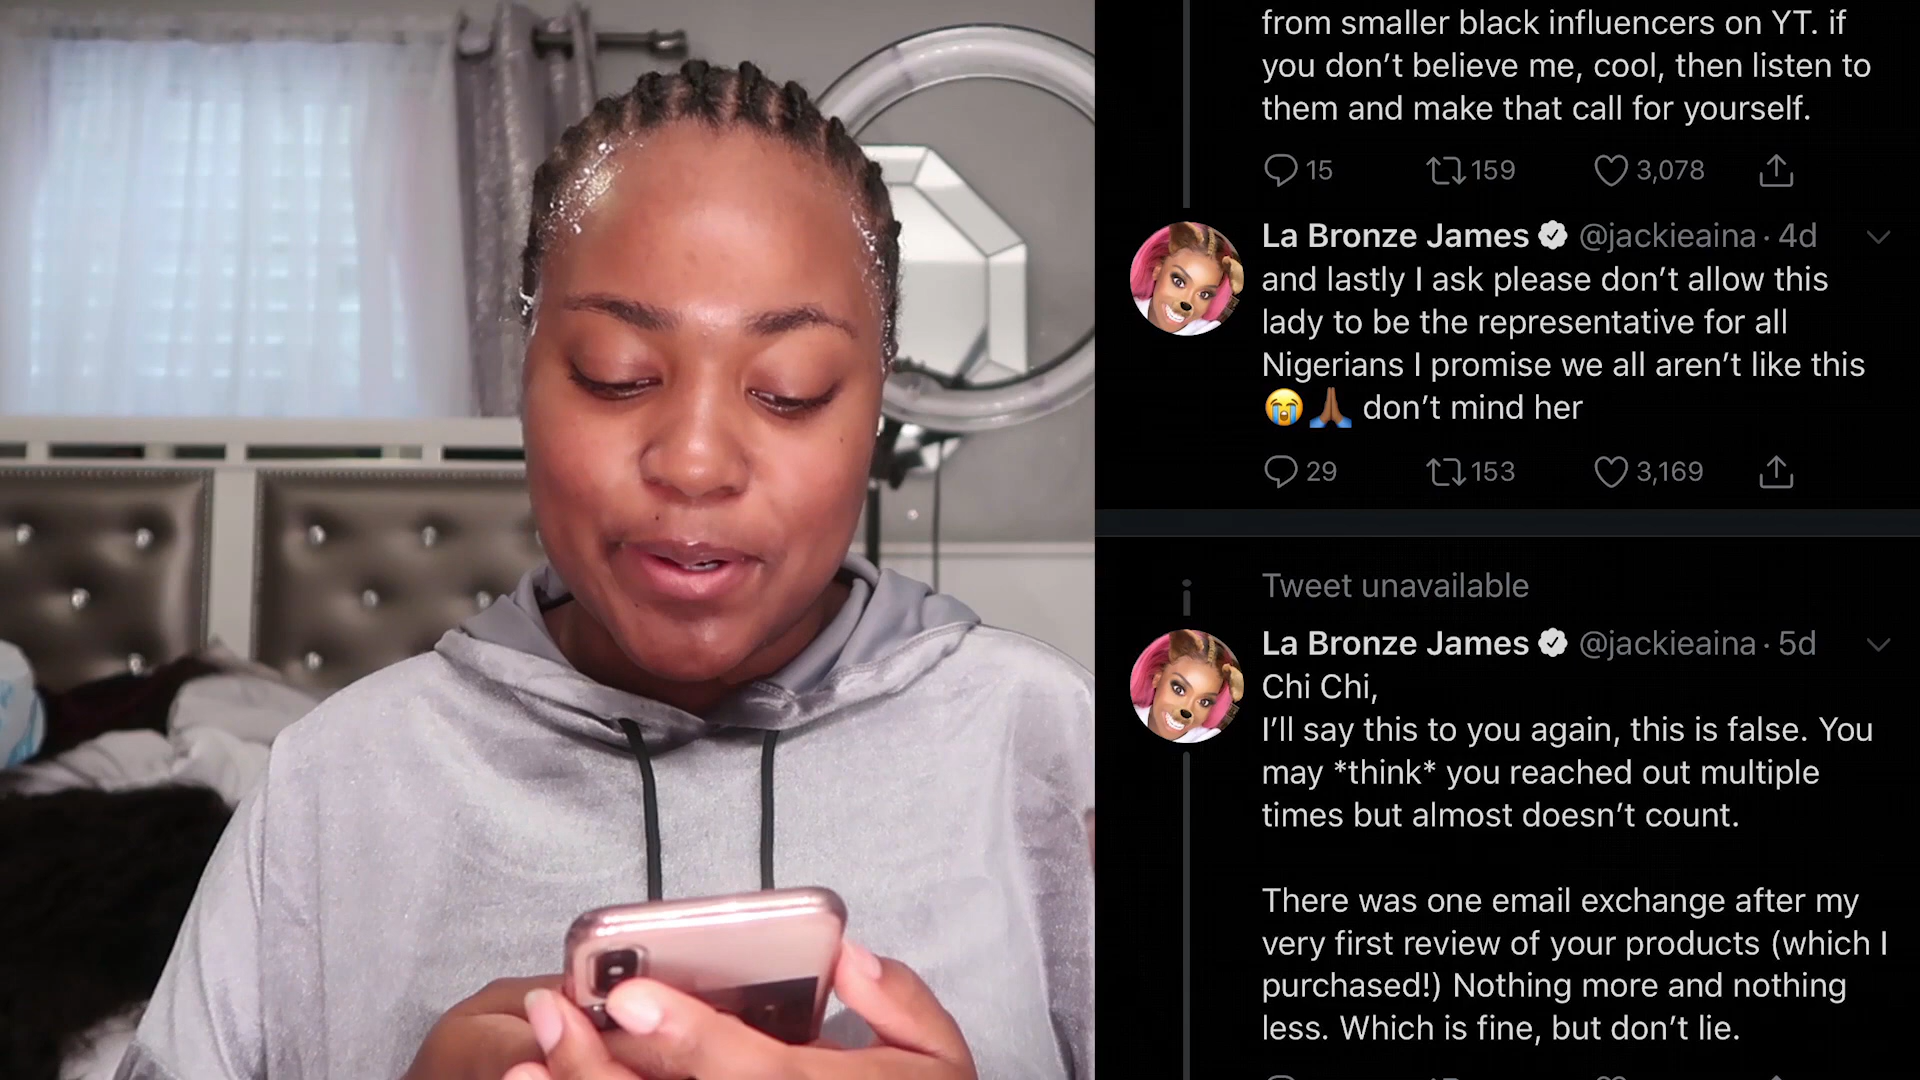 from smaller black influencers on YT. if
you don’t believe me, cool, then listen to
them and make that call for yourself.
15 159 3,078
La Bronze James @jackieaina · 4d
and lastly I ask please don’t allow this
lady to be the representative for all
Nigerians I promise we all aren’t like this
😭🙏🏾 don’t mind her
29 153 3,169
Tweet unavailable
La Bronze James @jackieaina · 5d
Chi Chi,
I’ll say this to you again, this is false. You
may *think* you reached out multiple
times but almost doesn’t count.
There was one email exchange after my
very first review of your products (which I
purchased!) Nothing more and nothing
less. Which is fine, but don’t lie.